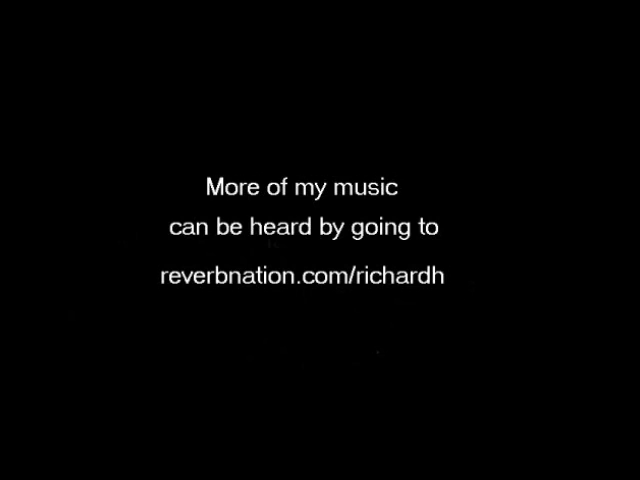 More of my music
can be heard by going to
reverbnation.com/richardh